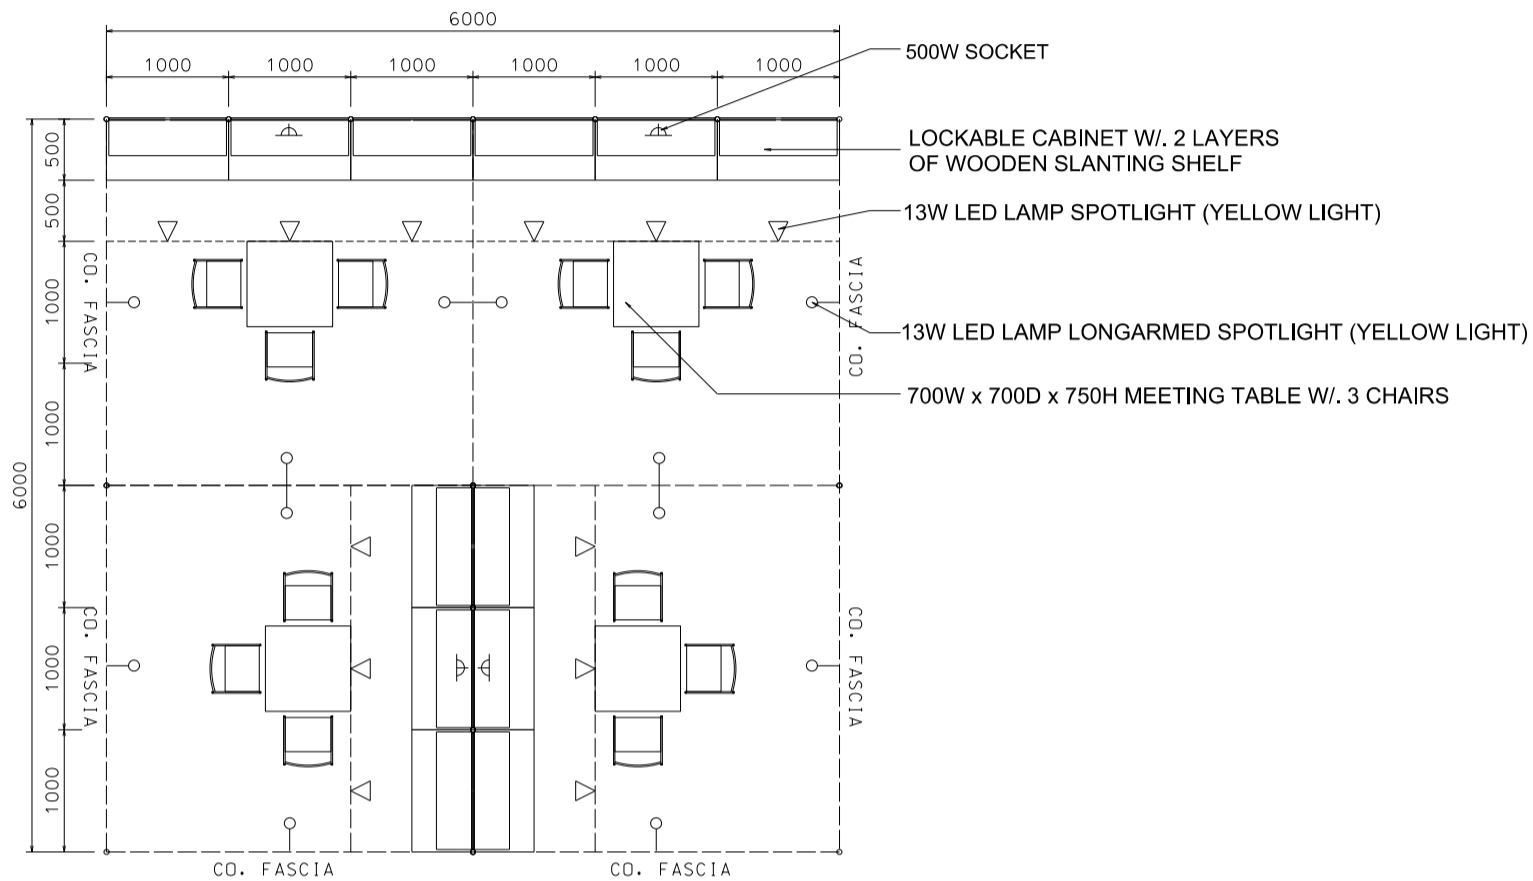 6000
1000 1000 1000 1000 1000 1000
500W SOCKET
LOCKABLE CABINET W/. 2 LAYERS
OF WOODEN SLANTING SHELF
13W LED LAMP SPOTLIGHT (YELLOW LIGHT)
13W LED LAMP LONGARMED SPOTLIGHT (YELLOW LIGHT)
700W x 700D x 750H MEETING TABLE W/. 3 CHAIRS
6000
500
500
1000
1000
1000
1000
1000
CO. FASCIA
CO. FASCIA
CO. FASCIA
CO. FASCIA
CO. FASCIA
CO. FASCIA